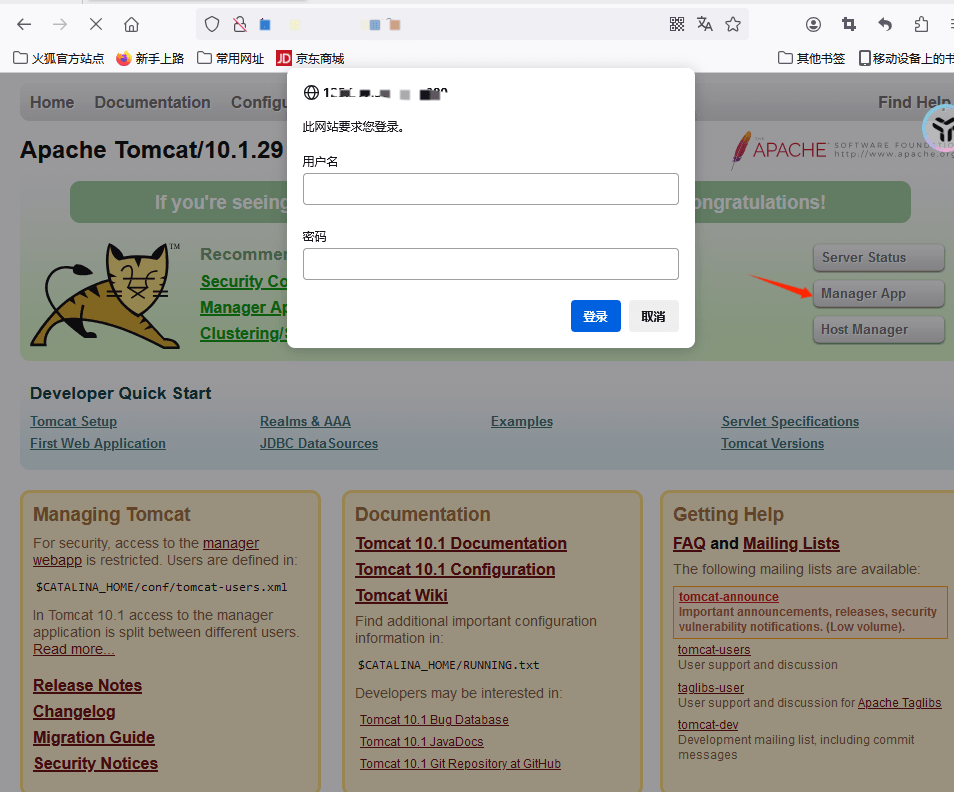 火狐官方站点 新手上路 常用网址 JD 京东商城 其他书签 移动设备上的书
Home Documentation Find Help
此网站要求您登录。
用户名
密码
登录 取消
Apache Tomcat/10.1.29
THE APACHE SOFTWARE
http://www.apache.org
If you're seeing
TM
Security
Manager
Server Status
Manager App
Host Manager
Developer Quick Start
Tomcat Setup Realms & AAA Examples Servlet Specifications
First Web Application JDBC DataSources Tomcat Versions
Managing Tomcat
For security, access to the manager
webapp is restricted. Users are defined in:
$CATALINA_HOME/conf/tomcat-users.xml
In Tomcat 10.1 access to the manager
application is split between different users.
Read more...
Release Notes
Changelog
Migration Guide
Security Notices
Documentation
Tomcat 10.1 Documentation
Tomcat 10.1 Configuration
Tomcat Wiki
Find additional important configuration
information in:
$CATALINA_HOME/RUNNING.txt
Developers may be interested in:
Tomcat 10.1 Bug Database
Tomcat 10.1 JavaDocs
Tomcat 10.1 Git Repository at GitHub
Getting Help
FAQ and Mailing Lists
The following mailing lists are available:
tomcat-announce
Important announcements, releases, security
vulnerability notifications. (Low volume).
tomcat-users
User support and discussion
taglibs-user
User support and discussion for Apache Taglibs
tomcat-dev
Development mailing list, including commit
messages